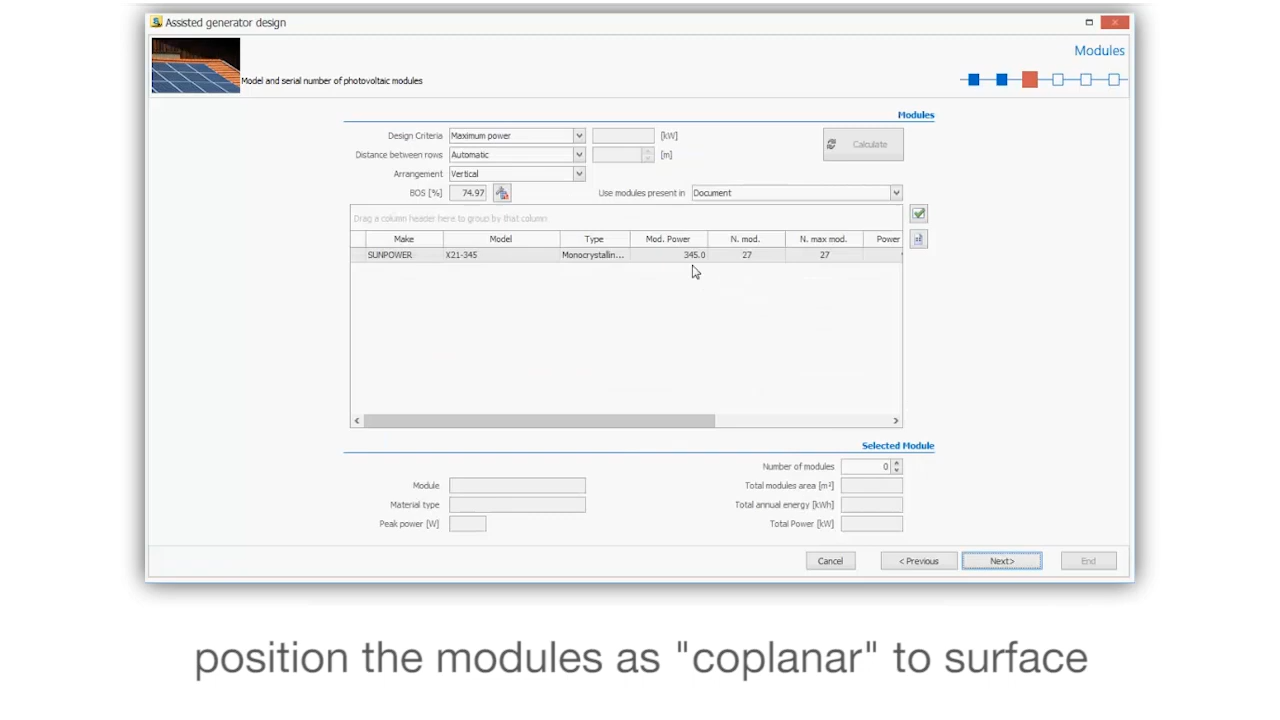 Assisted generator design
Modules
Model and serial number of photovoltaic modules
Modules
Design Criteria Maximum power [kW] Calculate
Distance between rows Automatic [m]
Arrangement Vertical
BOS [%] 74.97 Use modules present in Document
Drag a column header here to group by that column
Make Model Type Mod. Power N. mod. N. max mod. Power
SUNPOWER X21-345 Monocrystallin... 345.0 27 27
Selected Module
Number of modules 0
Module Total modules area [m²]
Material type Total annual energy [kWh]
Peak power [W] Total Power [kW]
Cancel < Previous Next> End
position the modules as "coplanar" to surface